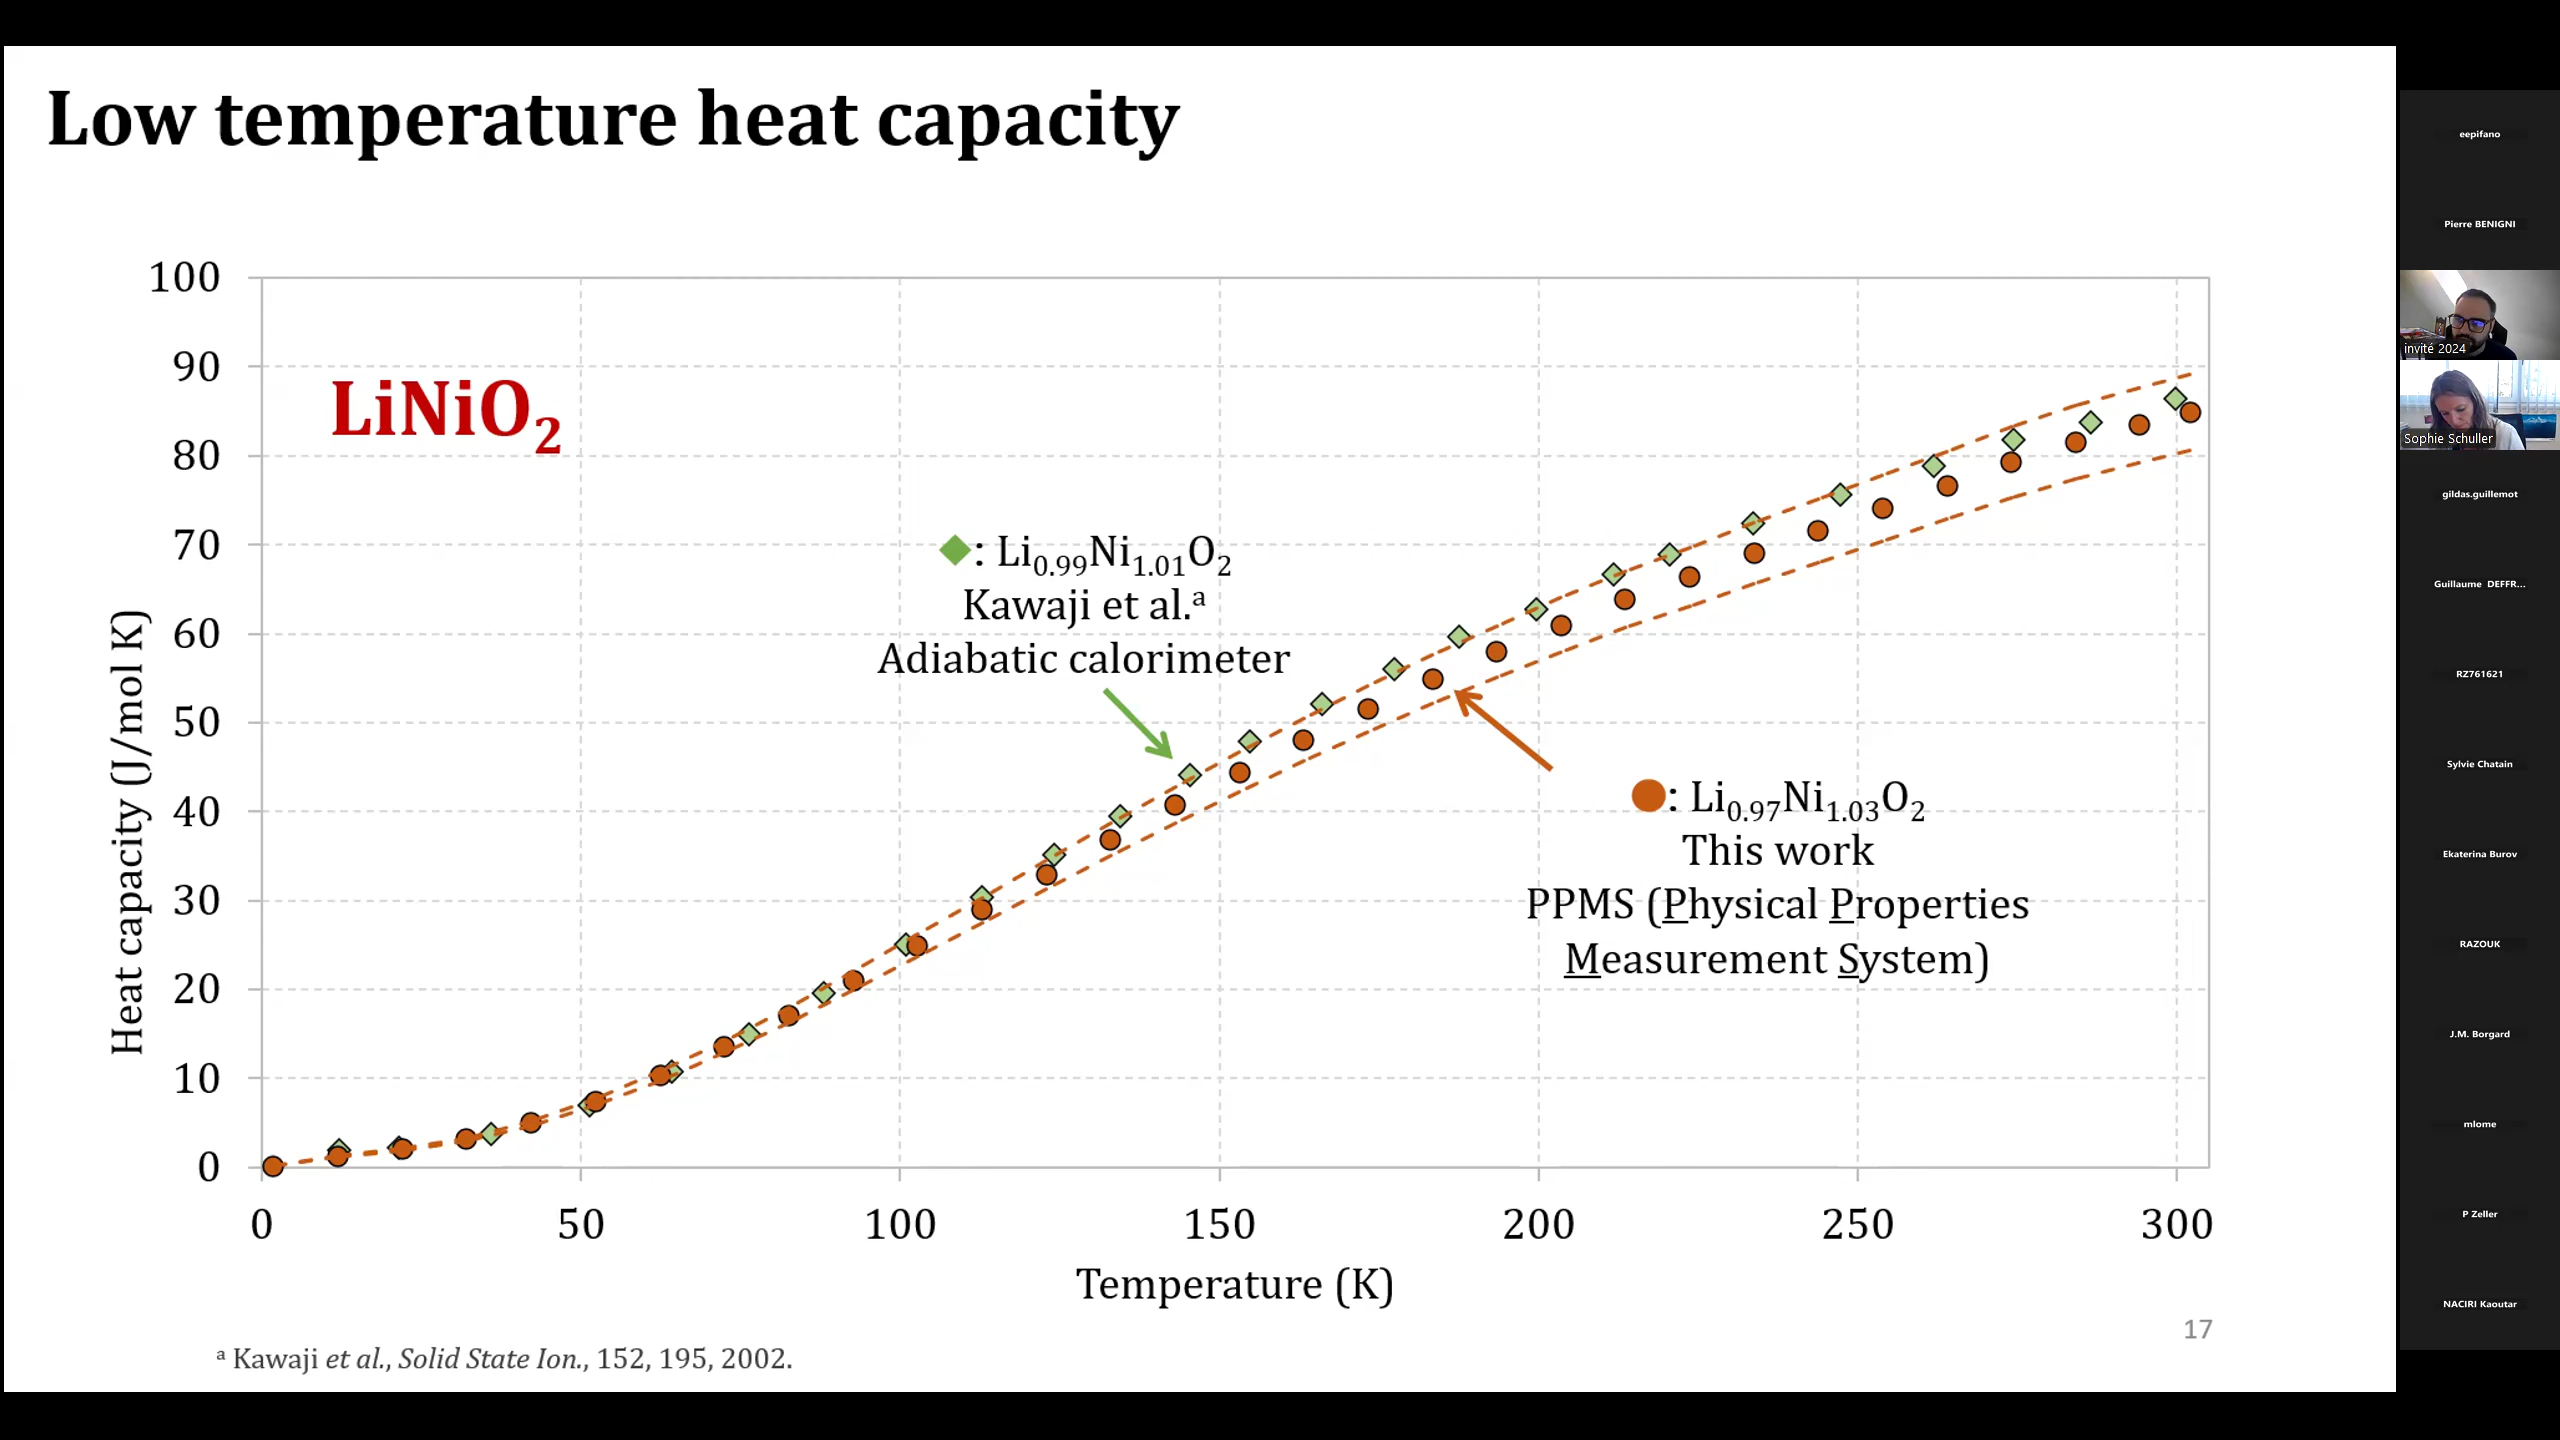 Low temperature heat capacity
LiNiO₂
◆: Li₀.₉₉Ni₁.₀₁O₂
Kawaji et al.ᵃ
Adiabatic calorimeter
●: Li₀.₉₇Ni₁.₀₃O₂
This work
PPMS (Physical Properties
Measurement System)
Heat capacity (J/mol K)
100
90
80
70
60
50
40
30
20
10
0
0 50 100 150 200 250 300
Temperature (K)
17
ᵃ Kawaji et al., Solid State Ion., 152, 195, 2002.
eepifano
Pierre BENIGNI
invité 2024
Sophie Schuller
gildas.guillemot
Guillaume DEFFR...
RZ761621
Sylvie Chatain
Ekaterina Burov
RAZOUK
J.M. Borgard
mlome
P Zeller
NACIRI Kaoutar